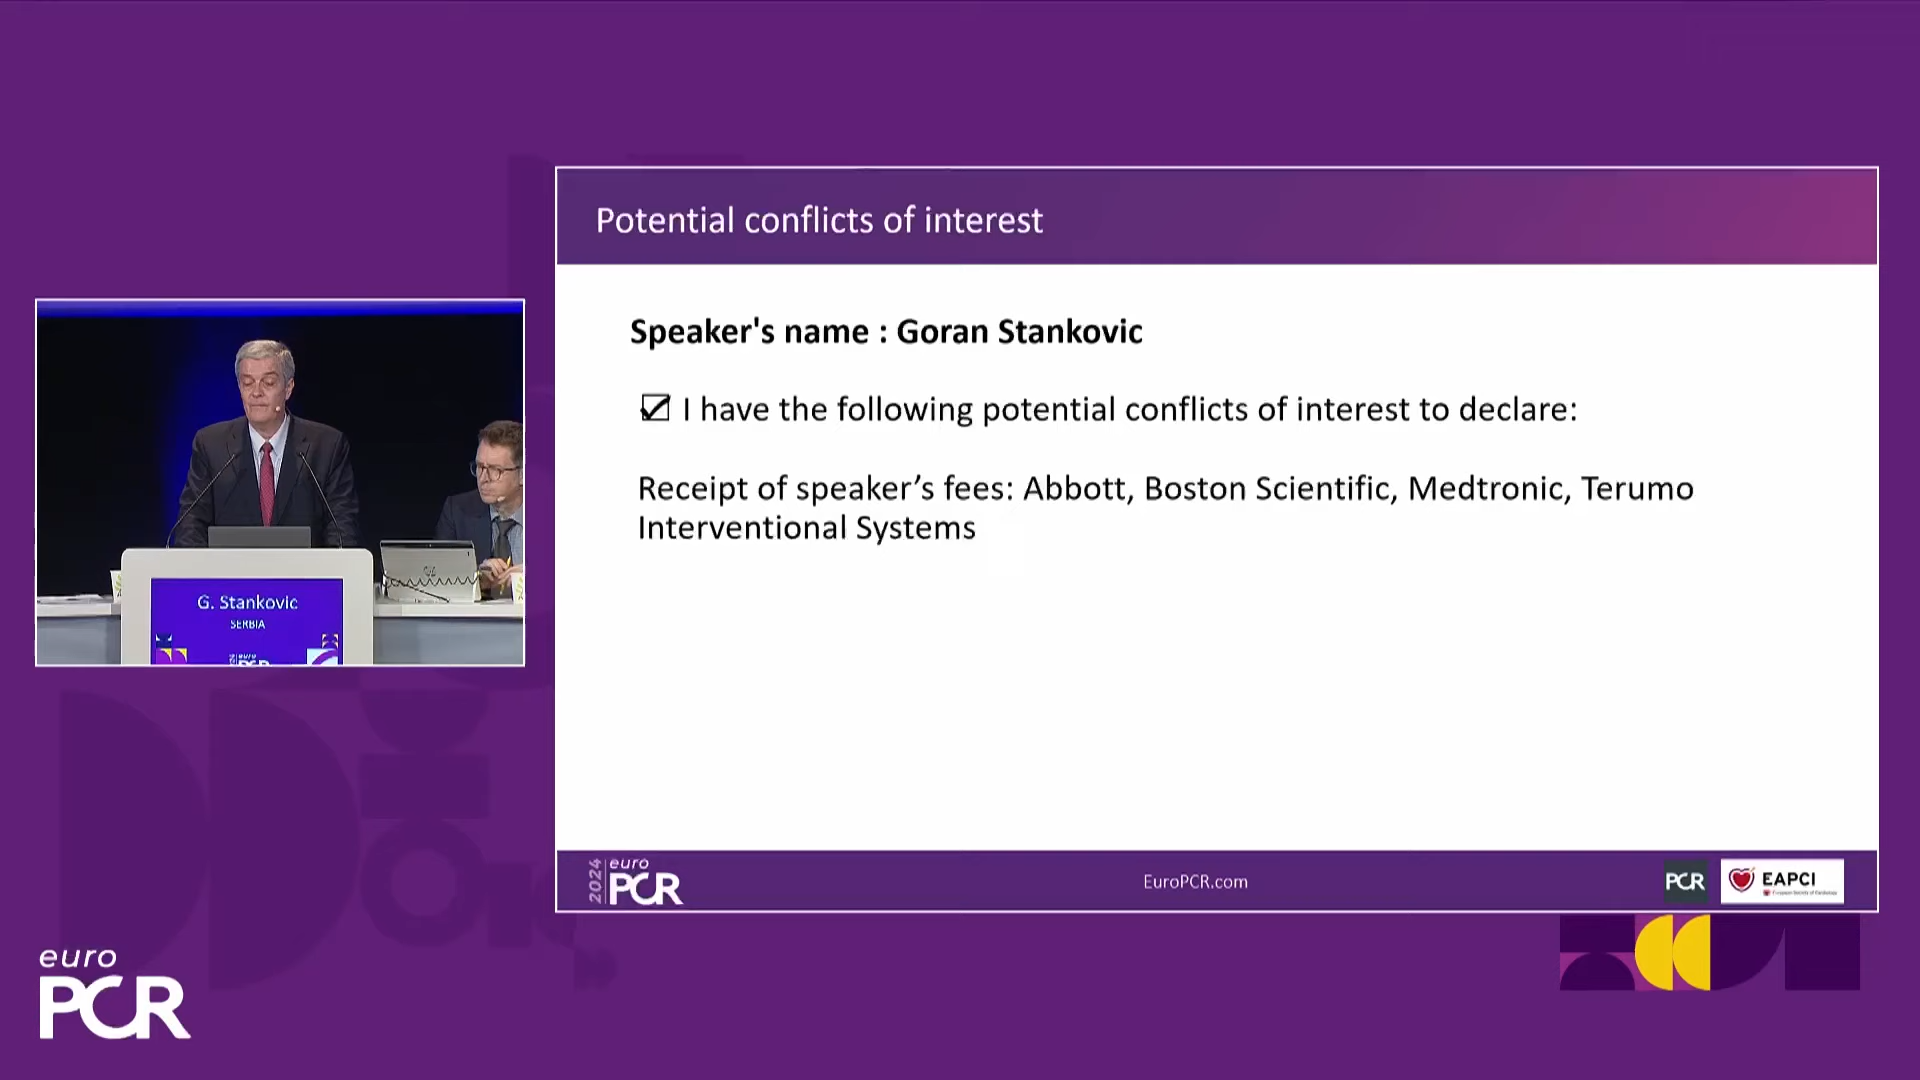 Potential conflicts of interest
Speaker's name : Goran Stankovic
I have the following potential conflicts of interest to declare:
Receipt of speaker’s fees: Abbott, Boston Scientific, Medtronic, Terumo
Interventional Systems
G. Stankovic
SERBIA
euro
PCR
2024
euro
PCR
EuroPCR.com
PCR
EAPCI
euro
PCR